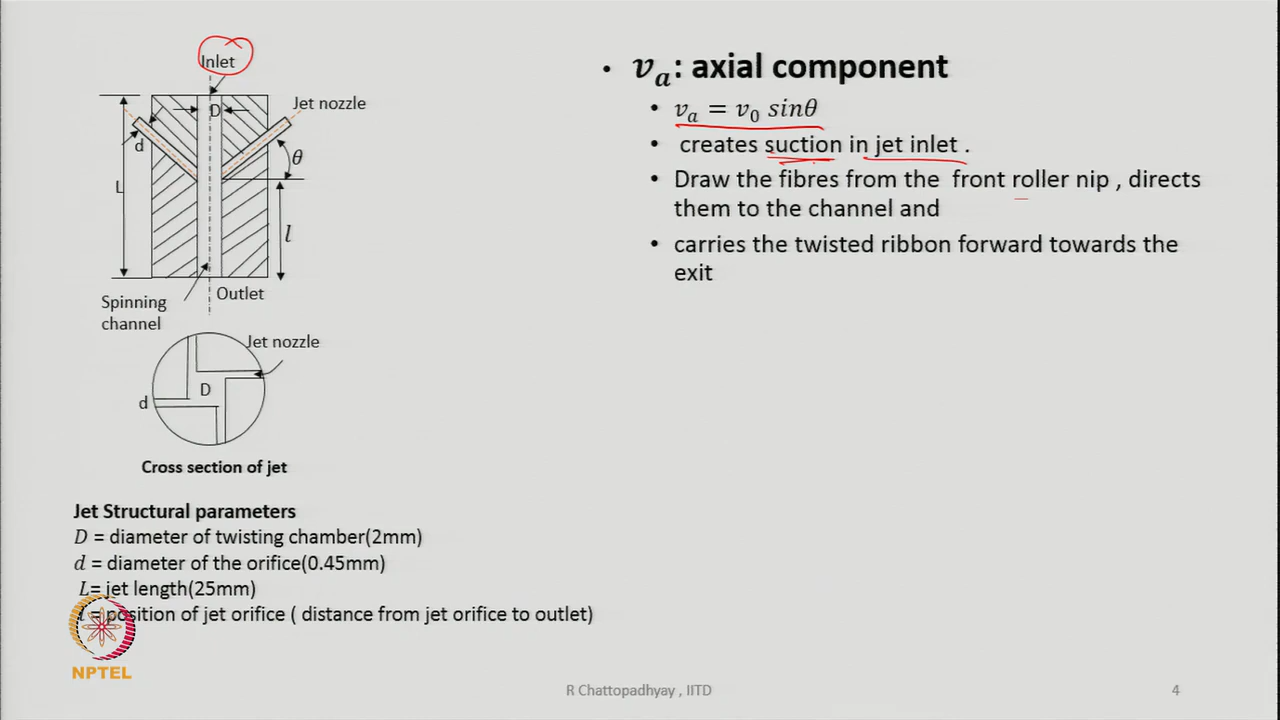 Inlet
D
Jet nozzle
d
θ
L
l
Spinning
channel
Outlet
Jet nozzle
D
d
Cross section of jet
Jet Structural parameters
D = diameter of twisting chamber(2mm)
d = diameter of the orifice(0.45mm)
L= jet length(25mm)
= position of jet orifice ( distance from jet orifice to outlet)
NPTEL
• vₐ: axial component
• vₐ = v₀ sinθ
• creates suction in jet inlet .
• Draw the fibres from the front roller nip , directs
them to the channel and
• carries the twisted ribbon forward towards the
exit
R Chattopadhyay , IITD
4